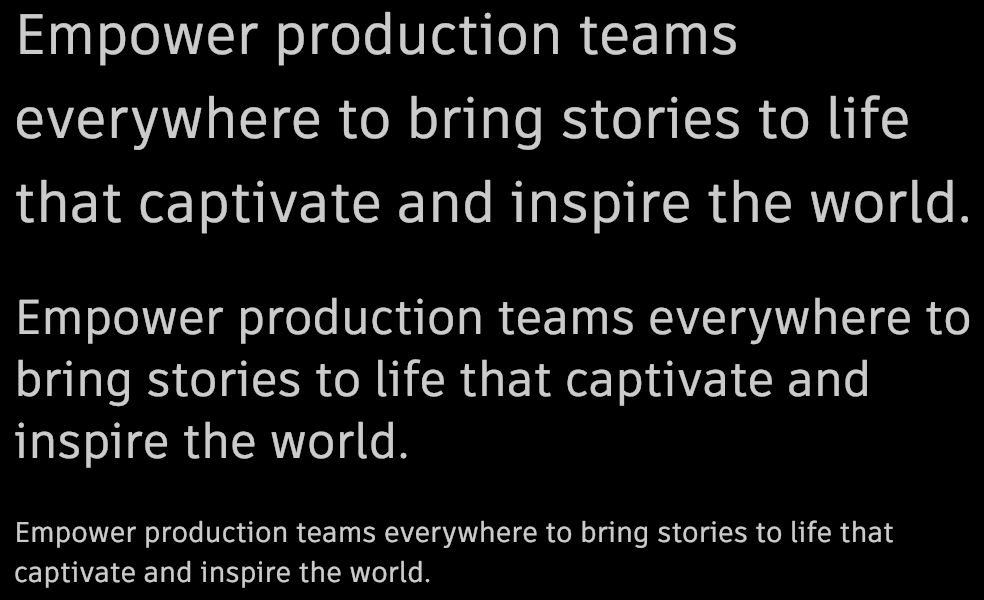 Empower production teams
everywhere to bring stories to life
that captivate and inspire the world.
Empower production teams everywhere to
bring stories to life that captivate and
inspire the world.
Empower production teams everywhere to bring stories to life that
captivate and inspire the world.